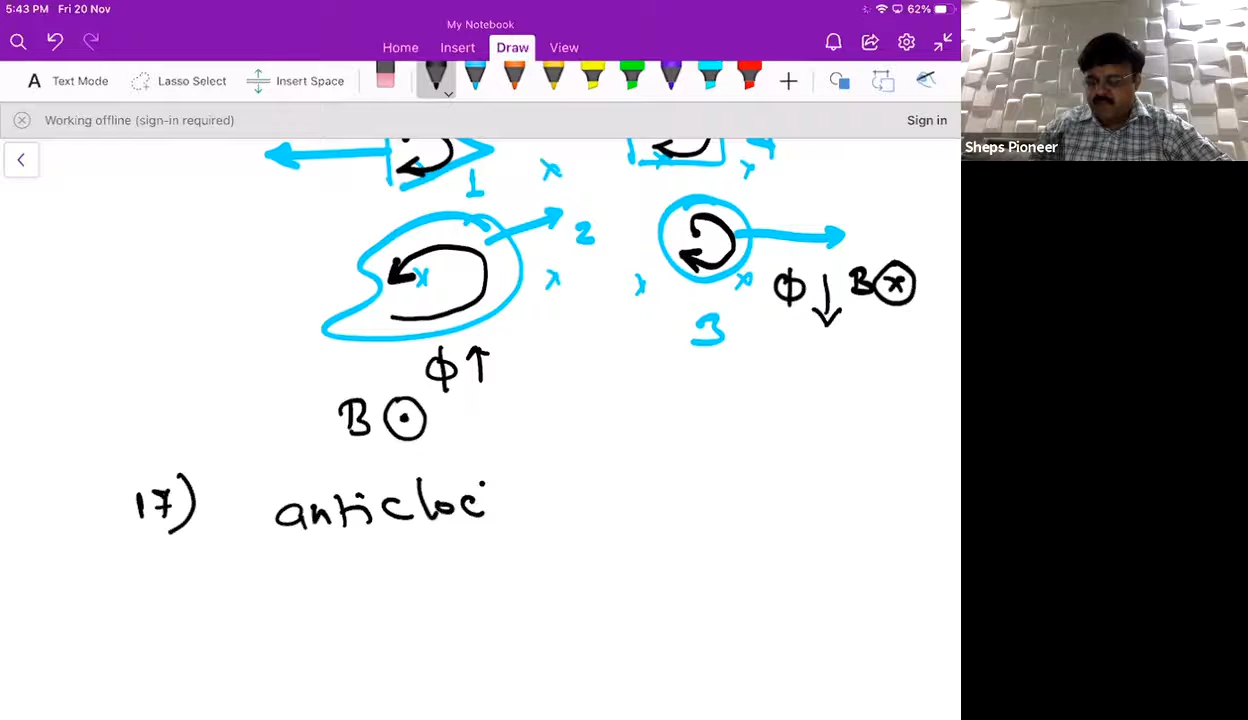 5:43 PM Fri 20 Nov
62%
My Notebook
Home Insert Draw View
A Text Mode Lasso Select Insert Space
Working offline (sign-in required) Sign in
Sheps Pioneer
1 x x
2
x x x x
ϕ ↓ B ⓧ
3
ϕ ↑
B ⊙
17) anticloc